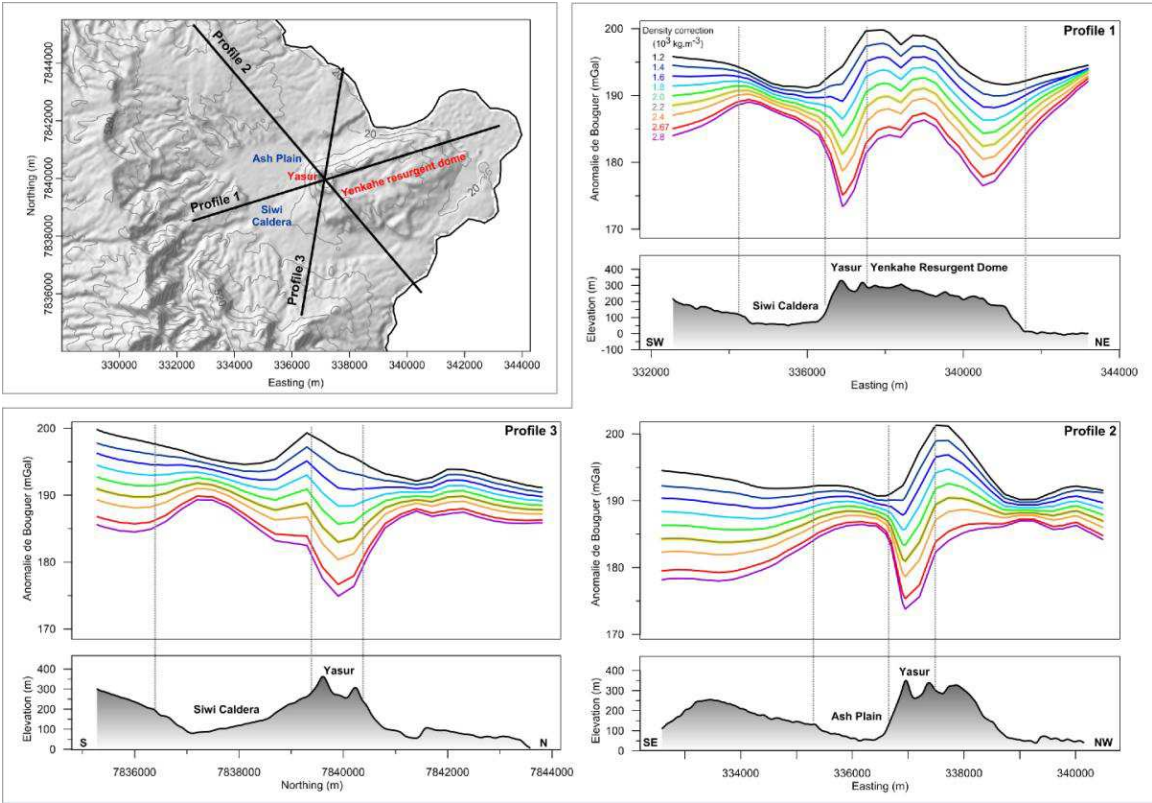 7844000
7842000
7840000
7838000
7836000
Northing (m)
Profile 2
Ash Plain
Yasur
Yenkahe resurgent dome
Profile 1
Siwi
Caldera
Profile 3
20
20
330000 332000 334000 336000 338000 340000 342000 344000
Easting (m)
Profile 1
Density correction
(10³ kg.m⁻³)
1.2
1.4
1.6
1.8
2.0
2.2
2.4
2.67
2.8
200
190
180
170
Anomalie de Bouguer (mGal)
Yasur Yenkahe Resurgent Dome
Siwi Caldera
400
300
200
100
0
-100
Elevation (m)
SW NE
332000 336000 340000 344000
Easting (m)
Profile 3
200
190
180
170
Anomalie de Bouguer (mGal)
Yasur
Siwi Caldera
400
300
200
100
0
Elevation (m)
S N
7836000 7838000 7840000 7842000 7844000
Northing (m)
Profile 2
200
190
180
170
Anomalie de Bouguer (mGal)
Yasur
Ash Plain
400
300
200
100
0
Elevation (m)
SE NW
334000 336000 338000 340000
Easting (m)